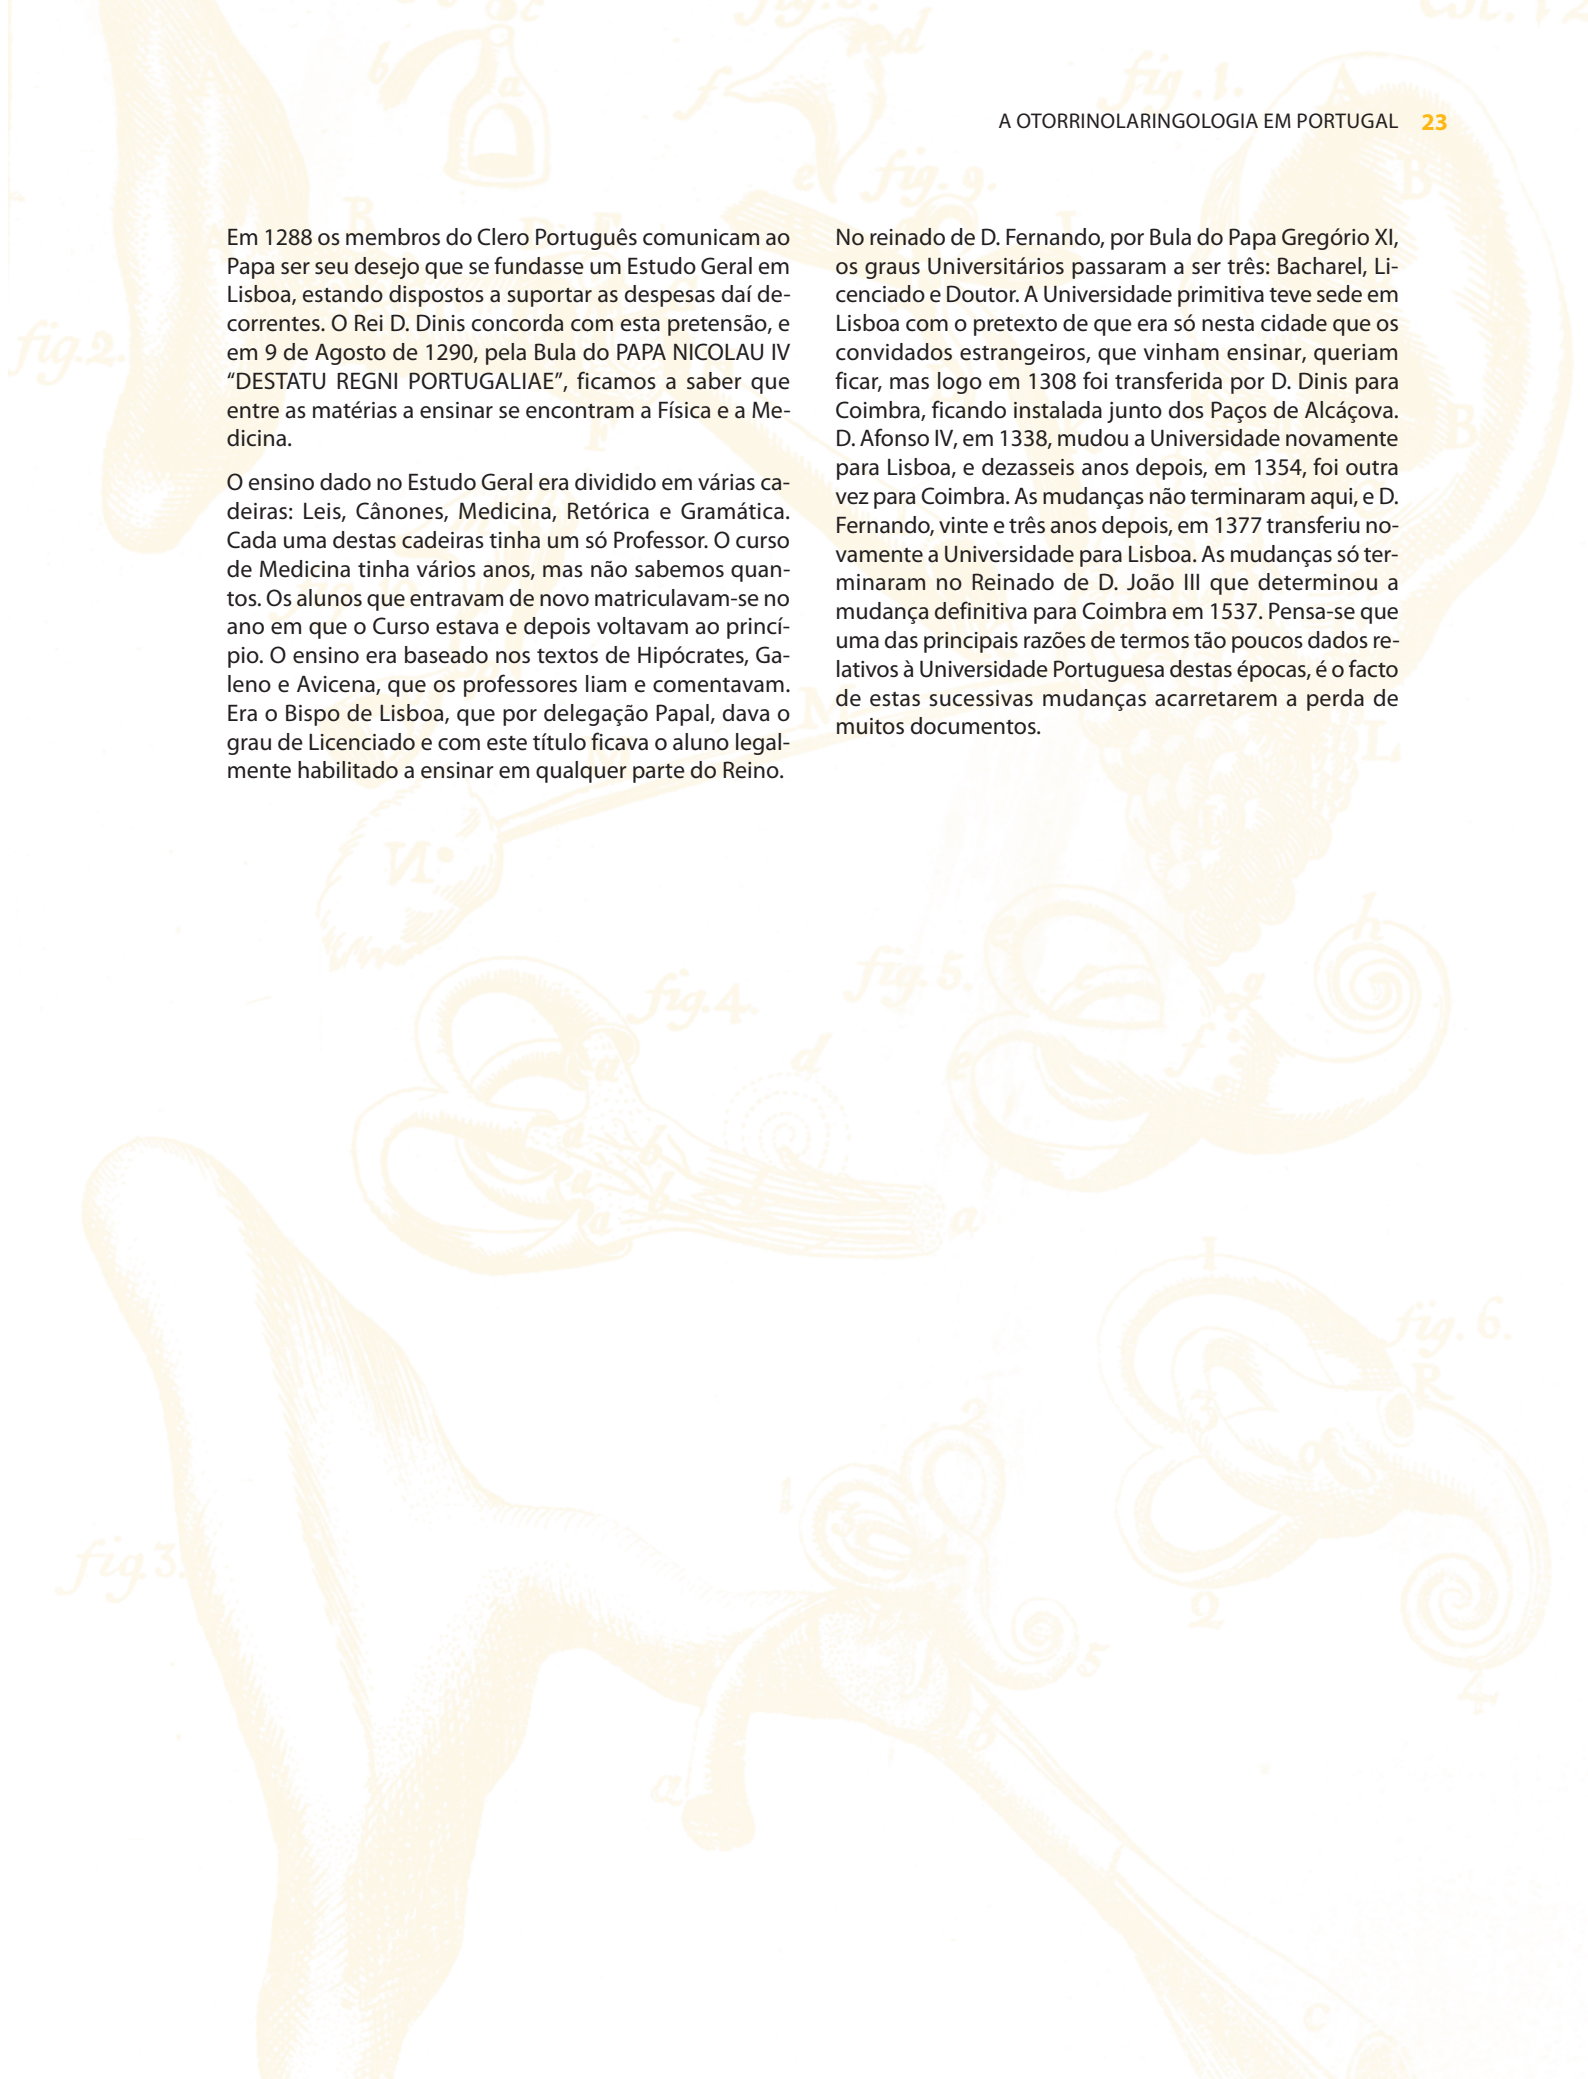 A OTORRINOLARINGOLOGIA EM PORTUGAL 23
Em 1288 os membros do Clero Português comunicam ao
Papa ser seu desejo que se fundasse um Estudo Geral em
Lisboa, estando dispostos a suportar as despesas daí de-
correntes. O Rei D. Dinis concorda com esta pretensão, e
em 9 de Agosto de 1290, pela Bula do PAPA NICOLAU IV
“DESTATU REGNI PORTUGALIAE”, ficamos a saber que
entre as matérias a ensinar se encontram a Física e a Me-
dicina.
O ensino dado no Estudo Geral era dividido em várias ca-
deiras: Leis, Cânones, Medicina, Retórica e Gramática.
Cada uma destas cadeiras tinha um só Professor. O curso
de Medicina tinha vários anos, mas não sabemos quan-
tos. Os alunos que entravam de novo matriculavam-se no
ano em que o Curso estava e depois voltavam ao princí-
pio. O ensino era baseado nos textos de Hipócrates, Ga-
leno e Avicena, que os professores liam e comentavam.
Era o Bispo de Lisboa, que por delegação Papal, dava o
grau de Licenciado e com este título ficava o aluno legal-
mente habilitado a ensinar em qualquer parte do Reino.
No reinado de D. Fernando, por Bula do Papa Gregório XI,
os graus Universitários passaram a ser três: Bacharel, Li-
cenciado e Doutor. A Universidade primitiva teve sede em
Lisboa com o pretexto de que era só nesta cidade que os
convidados estrangeiros, que vinham ensinar, queriam
ficar, mas logo em 1308 foi transferida por D. Dinis para
Coimbra, ficando instalada junto dos Paços de Alcáçova.
D. Afonso IV, em 1338, mudou a Universidade novamente
para Lisboa, e dezasseis anos depois, em 1354, foi outra
vez para Coimbra. As mudanças não terminaram aqui, e D.
Fernando, vinte e três anos depois, em 1377 transferiu no-
vamente a Universidade para Lisboa. As mudanças só ter-
minaram no Reinado de D. João III que determinou a
mudança definitiva para Coimbra em 1537. Pensa-se que
uma das principais razões de termos tão poucos dados re-
lativos à Universidade Portuguesa destas épocas, é o facto
de estas sucessivas mudanças acarretarem a perda de
muitos documentos.
fig. 1.
fig. 9.
fig. 2.
fig. 4.
fig. 5.
fig. 6.
fig 3.